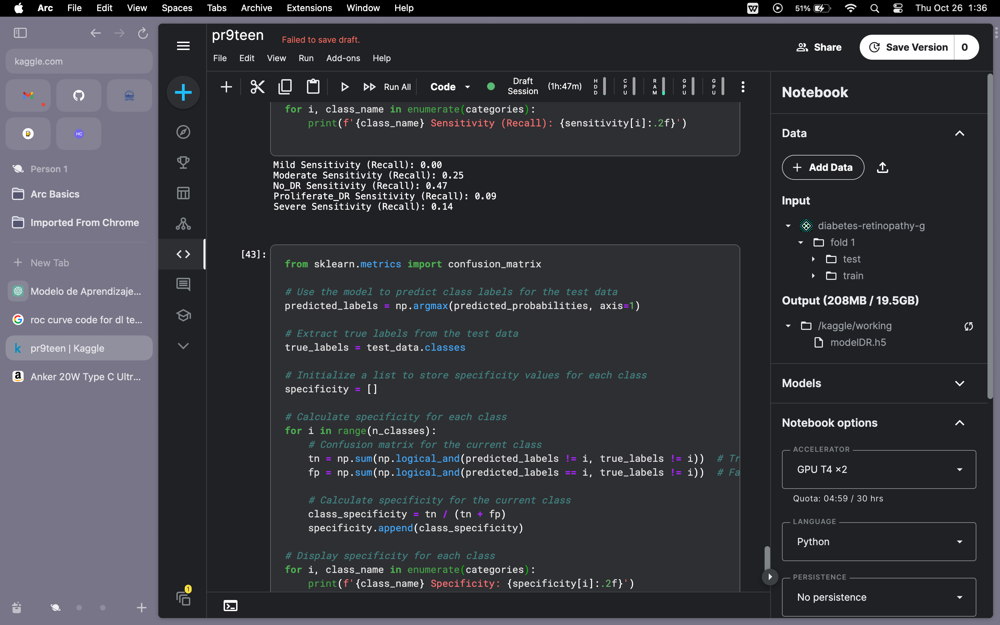 Arc File Edit View Spaces Tabs Archive Extensions Window Help 51% Thu Oct 26 1:36
kaggle.com
HC
Person 1
Arc Basics
Imported From Chrome
New Tab
Modelo de Aprendizaje...
roc curve code for dl te...
pr9teen | Kaggle
Anker 20W Type C Ultr...
pr9teen Failed to save draft.
File Edit View Run Add-ons Help
Share
Save Version 0
Run All Code Draft Session (1h:47m) HDD CPU RAM GPU GPU
for i, class_name in enumerate(categories):
print(f'{class_name} Sensitivity (Recall): {sensitivity[i]:.2f}')
Mild Sensitivity (Recall): 0.00
Moderate Sensitivity (Recall): 0.25
No_DR Sensitivity (Recall): 0.47
Proliferate_DR Sensitivity (Recall): 0.09
Severe Sensitivity (Recall): 0.14
[43]:
from sklearn.metrics import confusion_matrix
# Use the model to predict class labels for the test data
predicted_labels = np.argmax(predicted_probabilities, axis=1)
# Extract true labels from the test data
true_labels = test_data.classes
# Initialize a list to store specificity values for each class
specificity = []
# Calculate specificity for each class
for i in range(n_classes):
# Confusion matrix for the current class
tn = np.sum(np.logical_and(predicted_labels != i, true_labels != i)) # Tr
fp = np.sum(np.logical_and(predicted_labels == i, true_labels != i)) # Fa
# Calculate specificity for the current class
class_specificity = tn / (tn + fp)
specificity.append(class_specificity)
# Display specificity for each class
for i, class_name in enumerate(categories):
print(f'{class_name} Specificity: {specificity[i]:.2f}')
1
Notebook
Data
Add Data
Input
diabetes-retinopathy-g
fold 1
test
train
Output (208MB / 19.5GB)
/kaggle/working
modelDR.h5
Models
Notebook options
ACCELERATOR
GPU T4 ×2
Quota: 04:59 / 30 hrs
LANGUAGE
Python
PERSISTENCE
No persistence